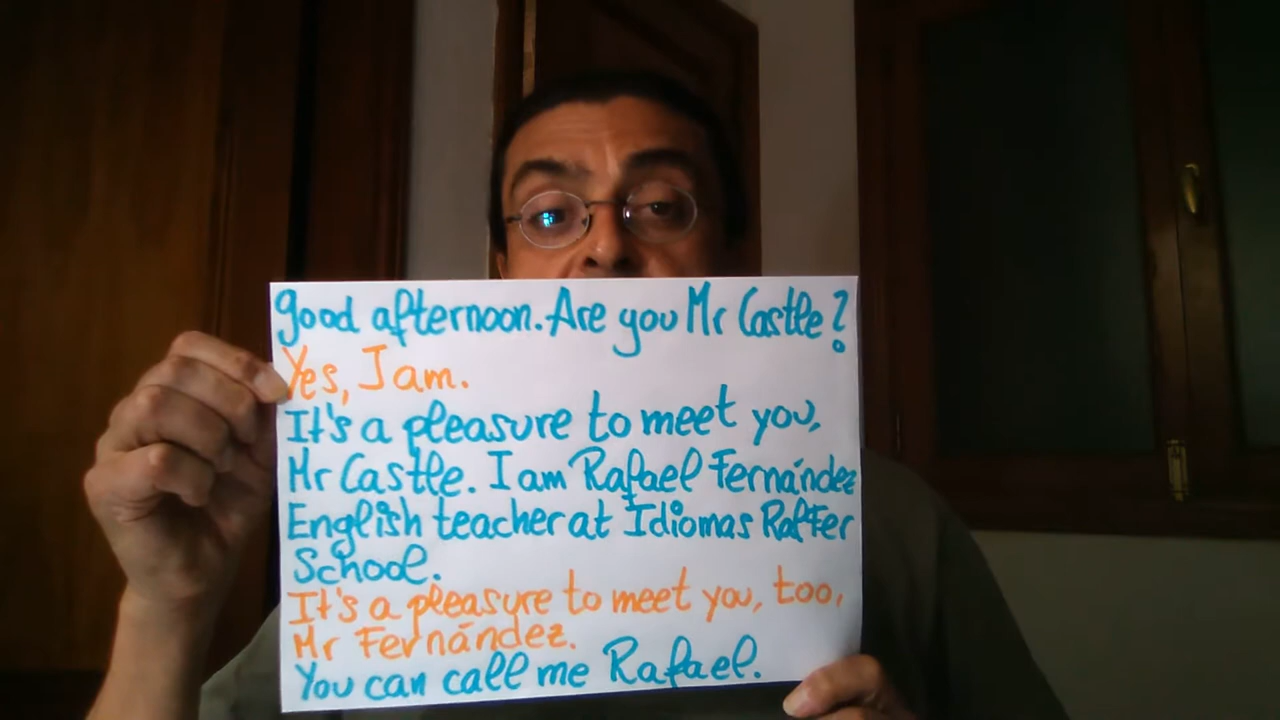 good afternoon. Are you Mr Castle?
Yes, I am.
It's a pleasure to meet you,
Mr Castle. I am Rafael Fernández
English teacher at Idiomas RafFer
School.
It's a pleasure to meet you, too,
Mr Fernández.
You can call me Rafael.